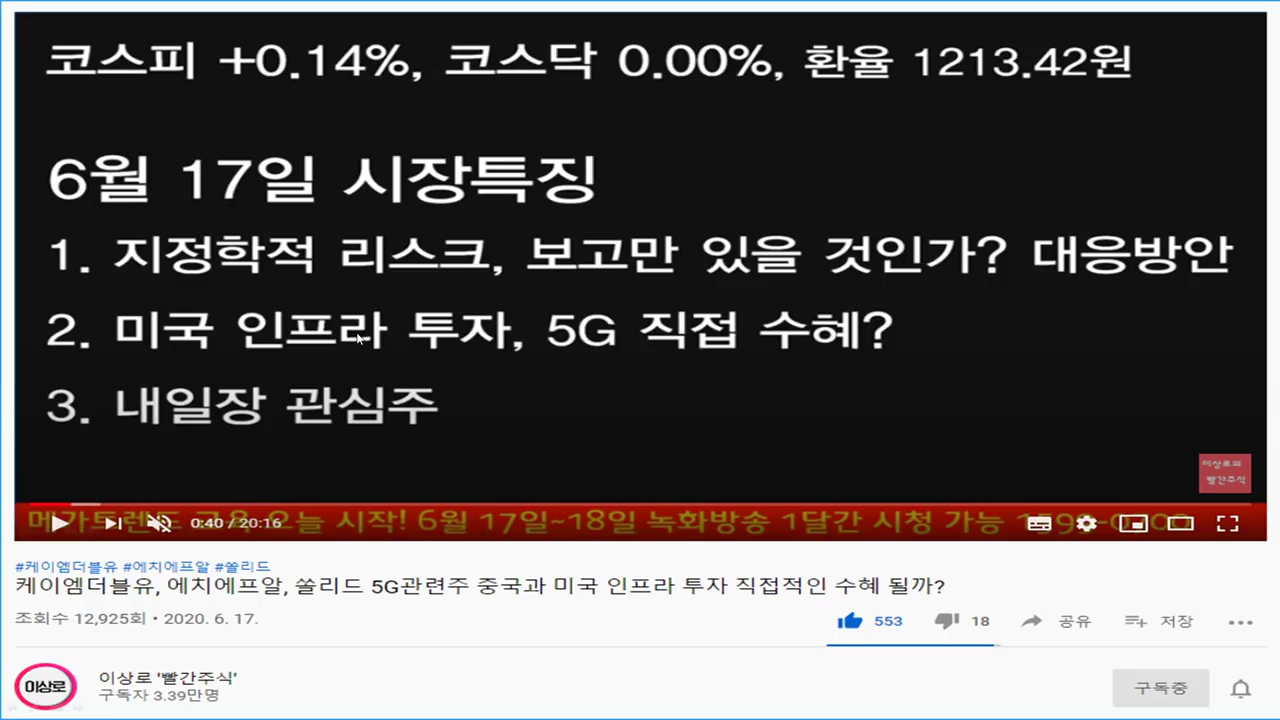 코스피 +0.14%, 코스닥 0.00%, 환율 1213.42원
6월 17일 시장특징
1. 지정학적 리스크, 보고만 있을 것인가? 대응방안
2. 미국 인프라 투자, 5G 직접 수혜?
3. 내일장 관심주
이상로의
빨간주식
메가트렌드 교육 오늘 시작! 6월 17일~18일 녹화방송 1달간 시청 가능
0:40 / 20:16
#케이엠더블유 #에치에프알 #쏠리드
케이엠더블유, 에치에프알, 쏠리드 5G관련주 중국과 미국 인프라 투자 직접적인 수혜 될까?
조회수 12,925회 • 2020. 6. 17.
553 18 공유 저장
이상로
이상로 '빨간주식'
구독자 3.39만명
구독중